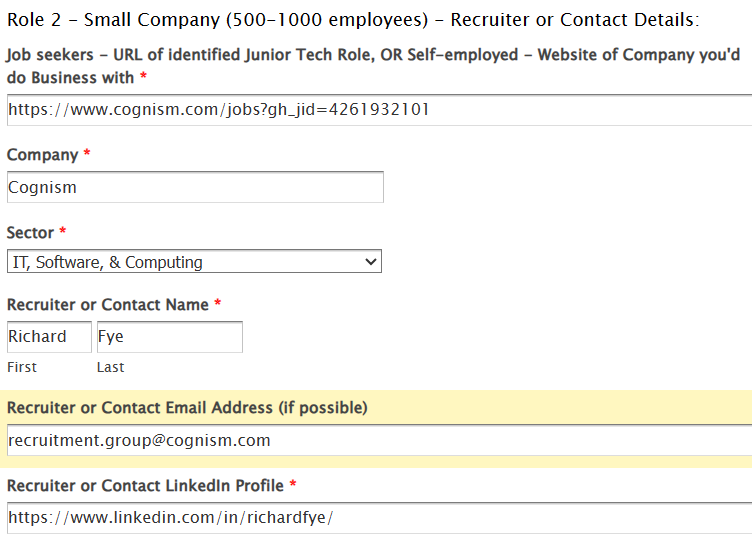 Role 2 - Small Company (500-1000 employees) - Recruiter or Contact Details:
Job seekers - URL of identified Junior Tech Role, OR Self-employed - Website of Company you'd
do Business with *
https://www.cognism.com/jobs?gh_jid=4261932101
Company *
Cognism
Sector *
IT, Software, & Computing
Recruiter or Contact Name *
Richard Fye
First Last
Recruiter or Contact Email Address (if possible)
recruitment.group@cognism.com
Recruiter or Contact LinkedIn Profile *
https://www.linkedin.com/in/richardfye/